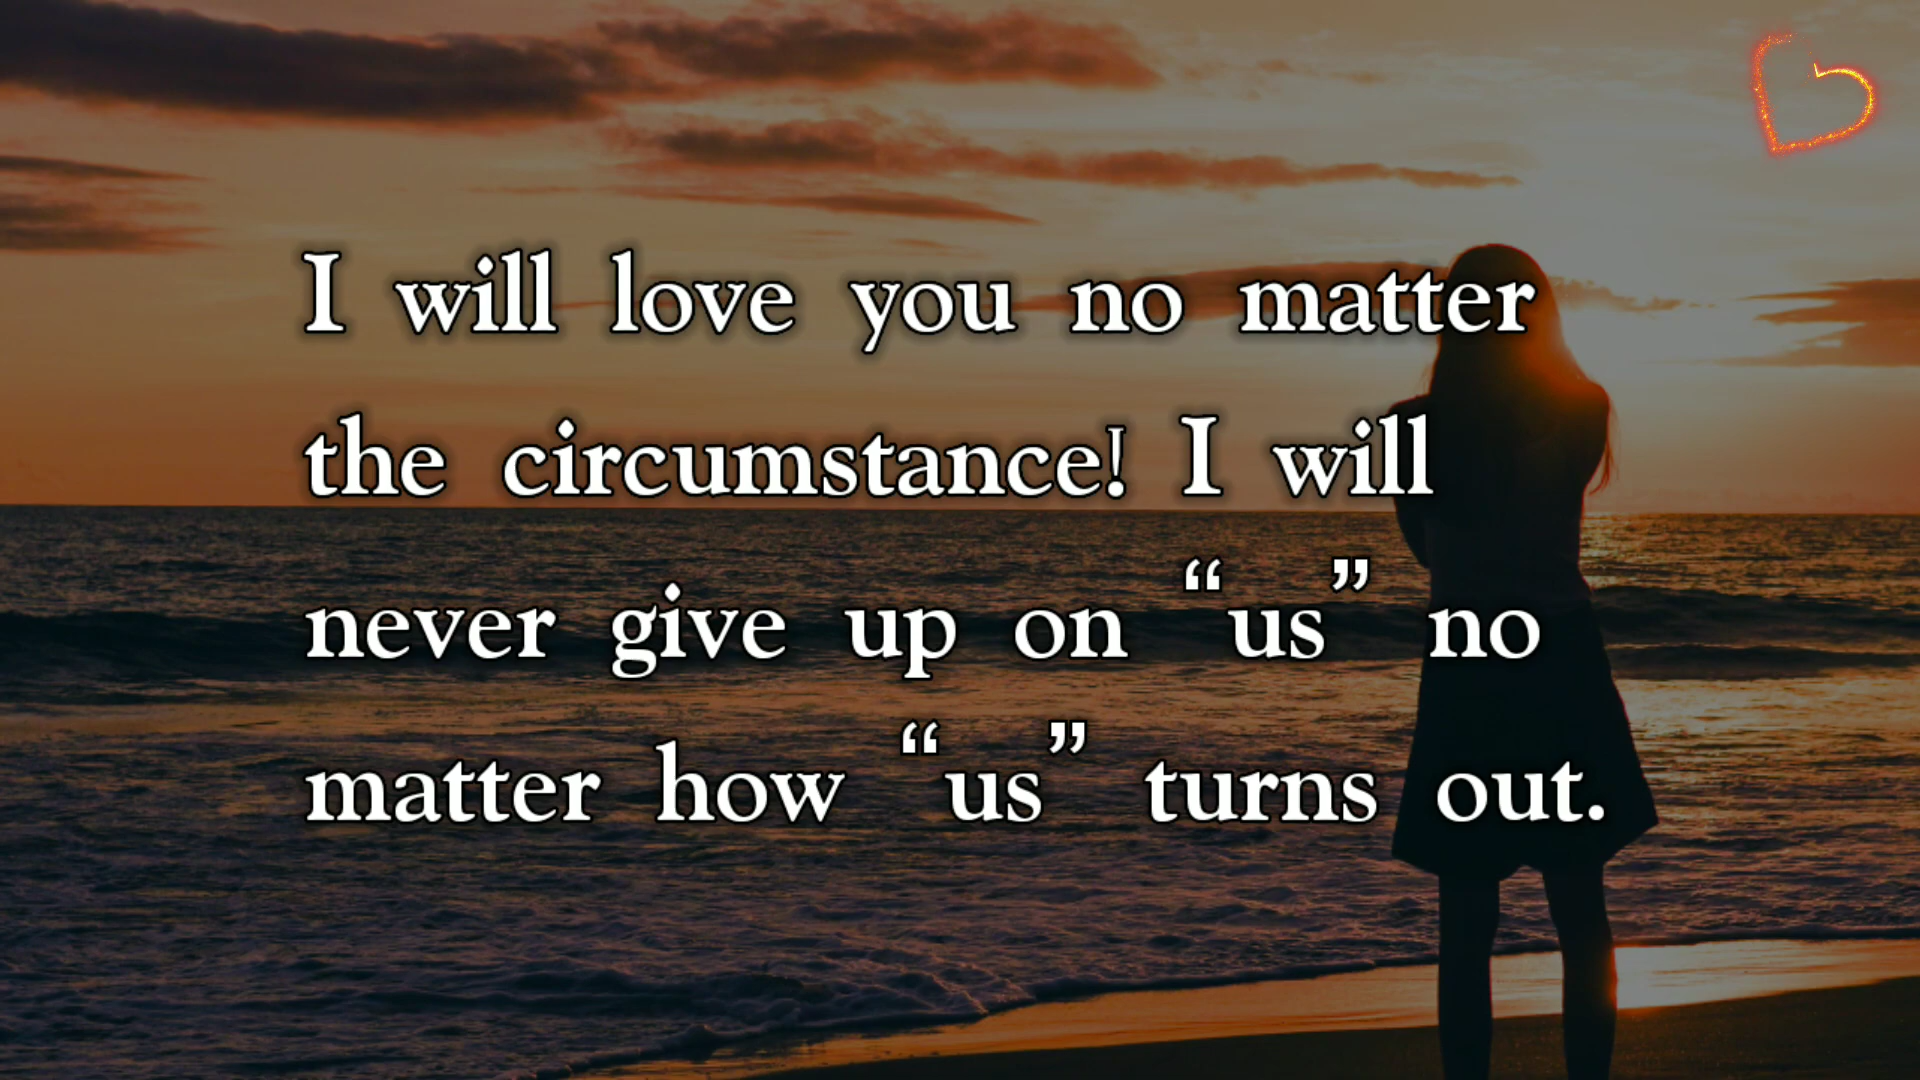 I will love you no matter
the circumstance! I will
never give up on “us” no
matter how “us” turns out.